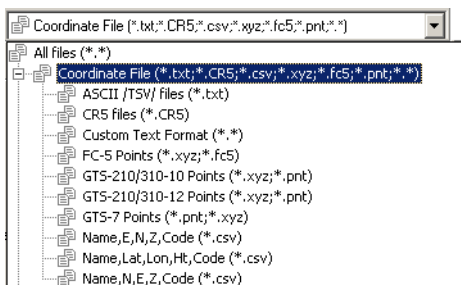 Coordinate File (*.txt;*.CR5;*.csv;*.xyz;*.fc5;*.pnt;*.*)
All files (*.*)
Coordinate File (*.txt;*.CR5;*.csv;*.xyz;*.fc5;*.pnt;*.*)
ASCII /TSV/ files (*.txt)
CR5 files (*.CR5)
Custom Text Format (*.*)
FC-5 Points (*.xyz;*.fc5)
GTS-210/310-10 Points (*.xyz;*.pnt)
GTS-210/310-12 Points (*.xyz;*.pnt)
GTS-7 Points (*.pnt;*.xyz)
Name,E,N,Z,Code (*.csv)
Name,Lat,Lon,Ht,Code (*.csv)
Name,N,E,Z,Code (*.csv)